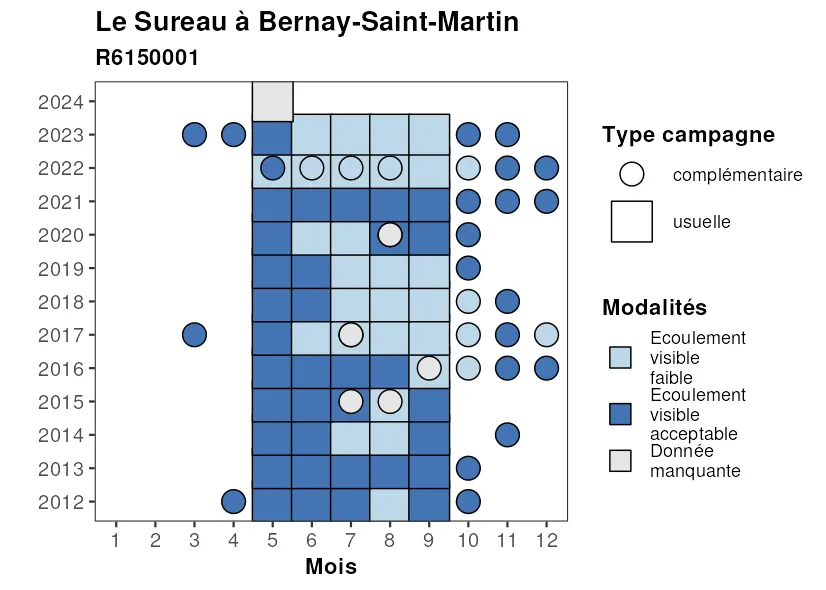 Le Sureau à Bernay-Saint-Martin
R6150001
2024
2023
2022
2021
2020
2019
2018
2017
2016
2015
2014
2013
2012
1 2 3 4 5 6 7 8 9 10 11 12
Mois
Type campagne
complémentaire
usuelle
Modalités
Ecoulement
visible
faible
Ecoulement
visible
acceptable
Donnée
manquante